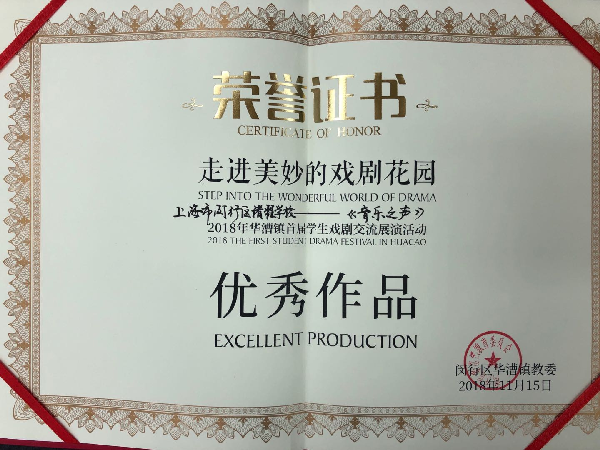 荣誉证书
CERTIFICATE OF HONOR
走进美妙的戏剧花园
STEP INTO THE WONDERFUL WORLD OF DRAMA
上海市闵行区诸翟学校——《音乐之声》
2018年华漕镇首届学生戏剧交流展演活动
2018 THE FIRST STUDENT DRAMA FESTIVAL IN HUACAO
优秀作品
EXCELLENT PRODUCTION
闵行区华漕镇教委
2018年11月15日